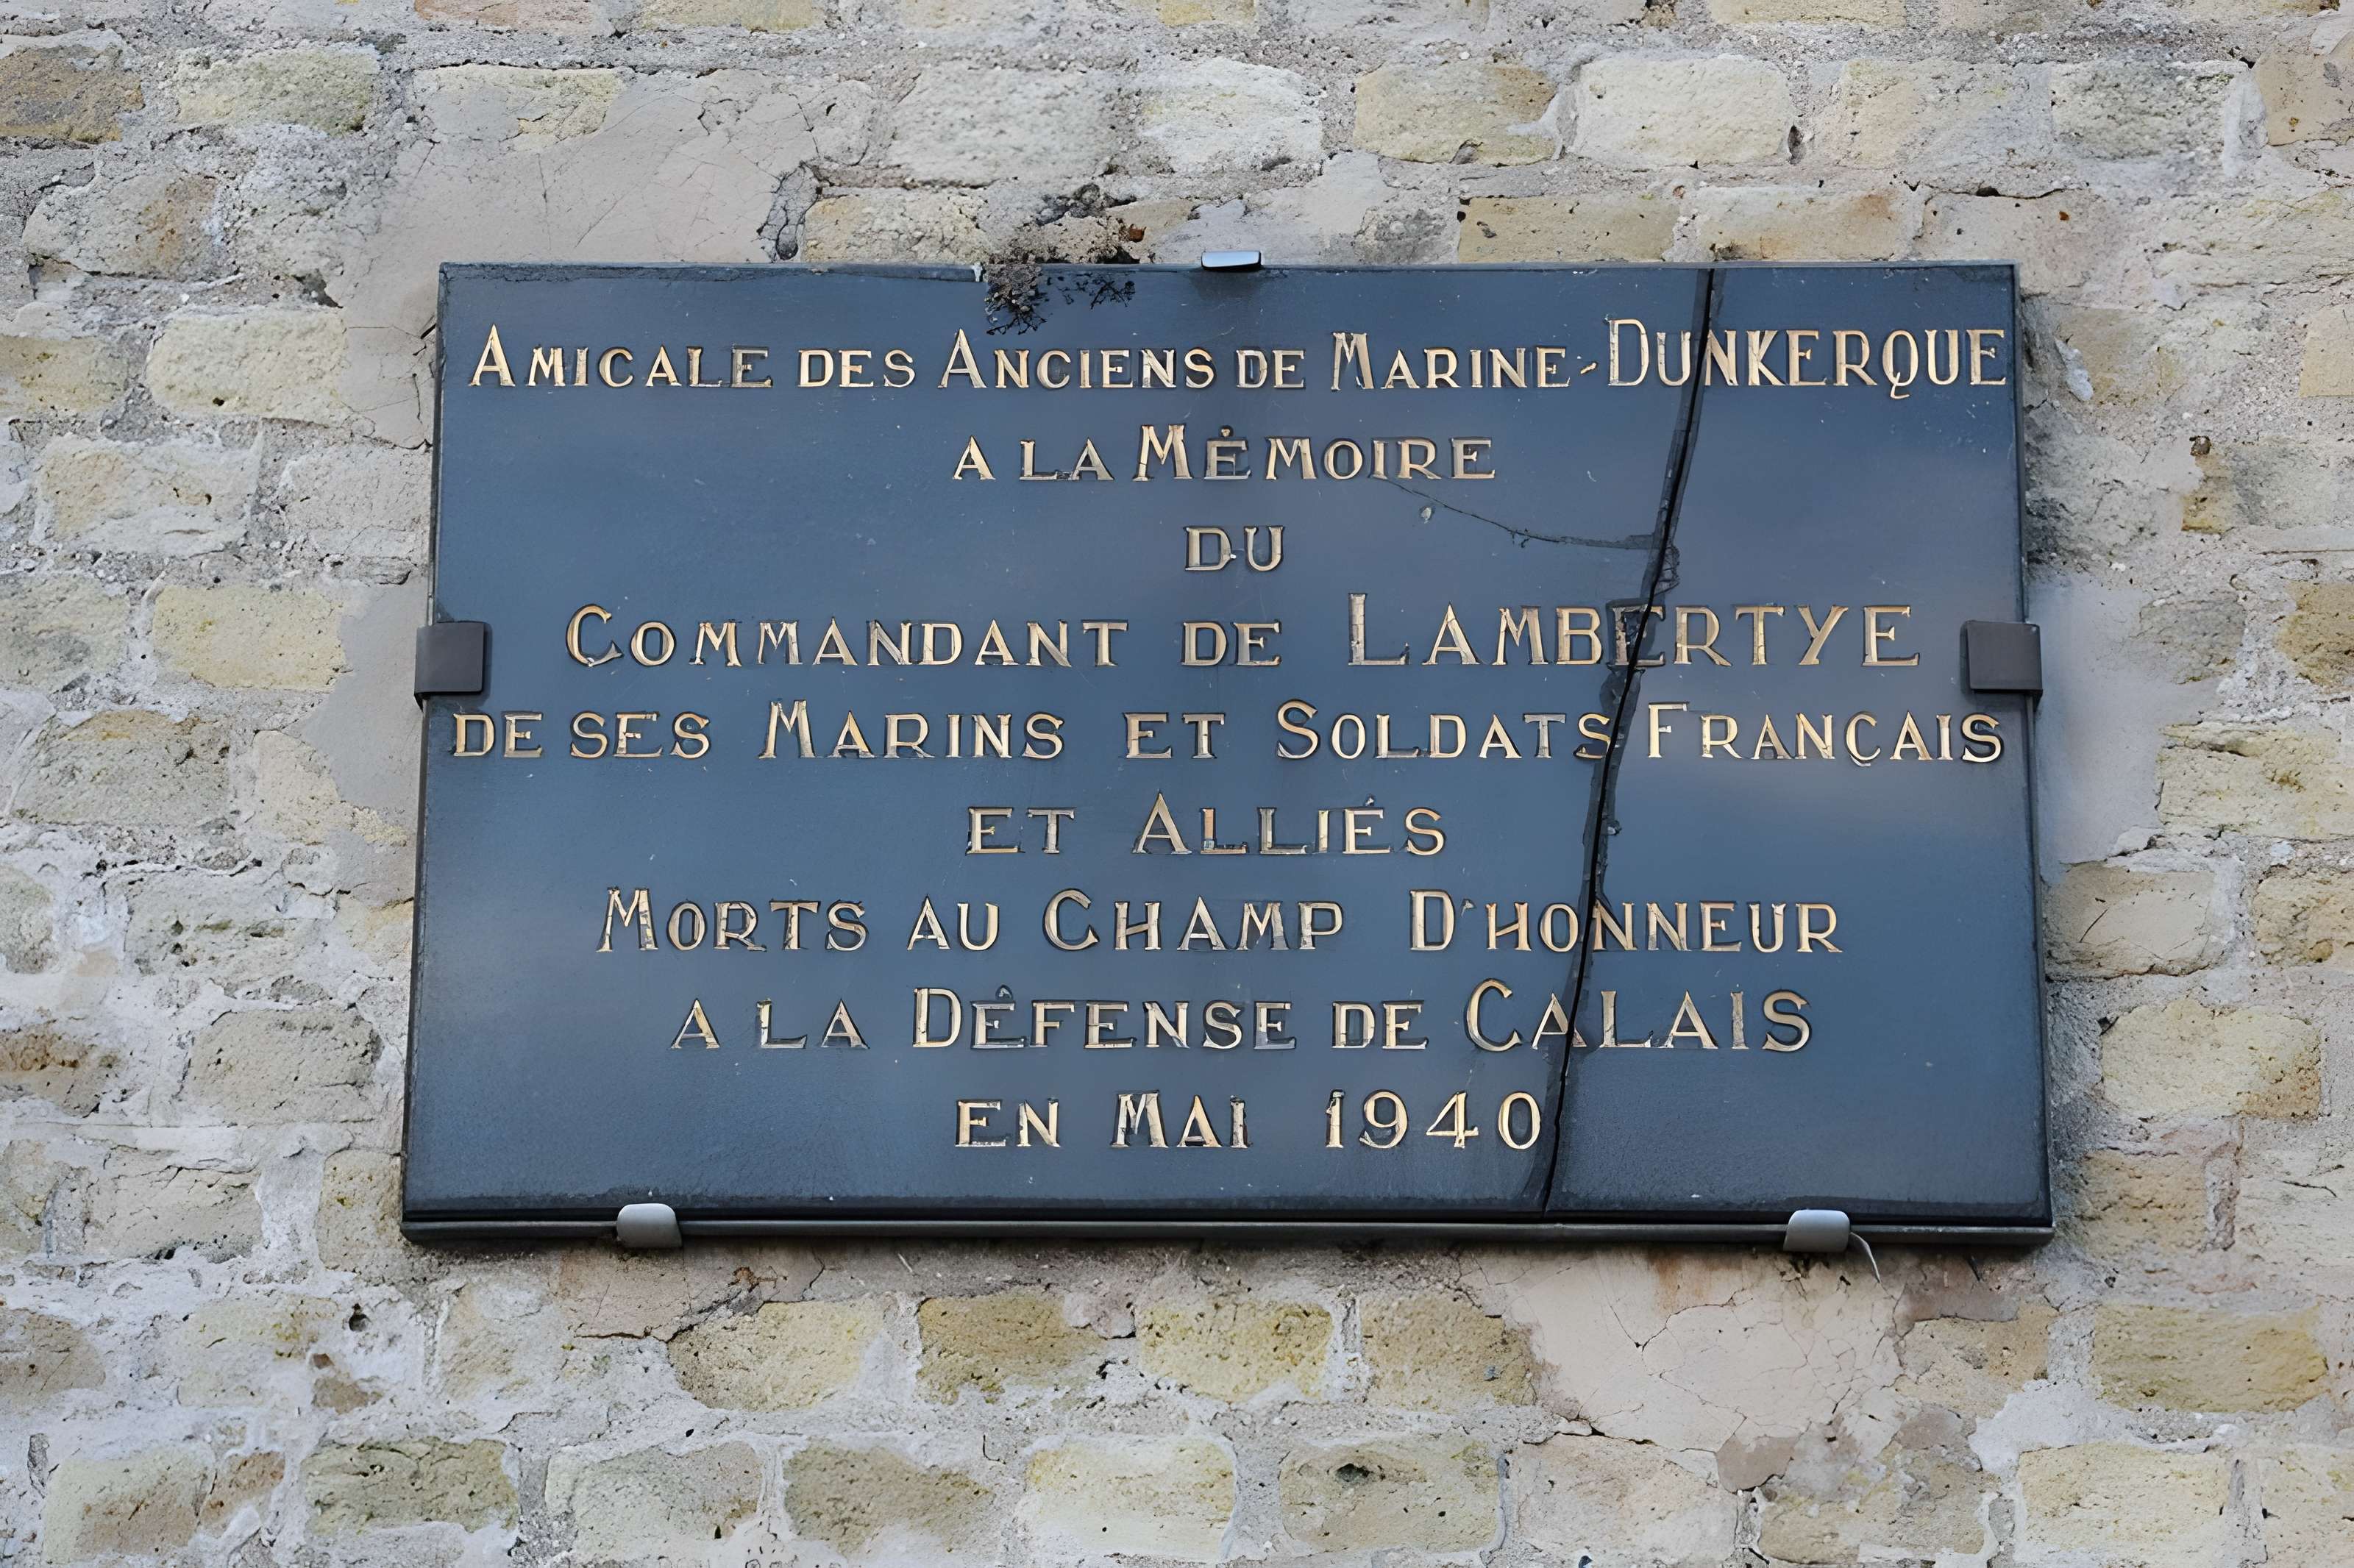 AMICALE DES ANCIENS DE MARINE-DUNKERQUE
A LA MÉMOIRE
DU
COMMANDANT DE LAMBERTYE
DE SES MARINS ET SOLDATS FRANÇAIS
ET ALLIÉS
MORTS AU CHAMP D'HONNEUR
A LA DÉFENSE DE CALAIS
EN MAI 1940